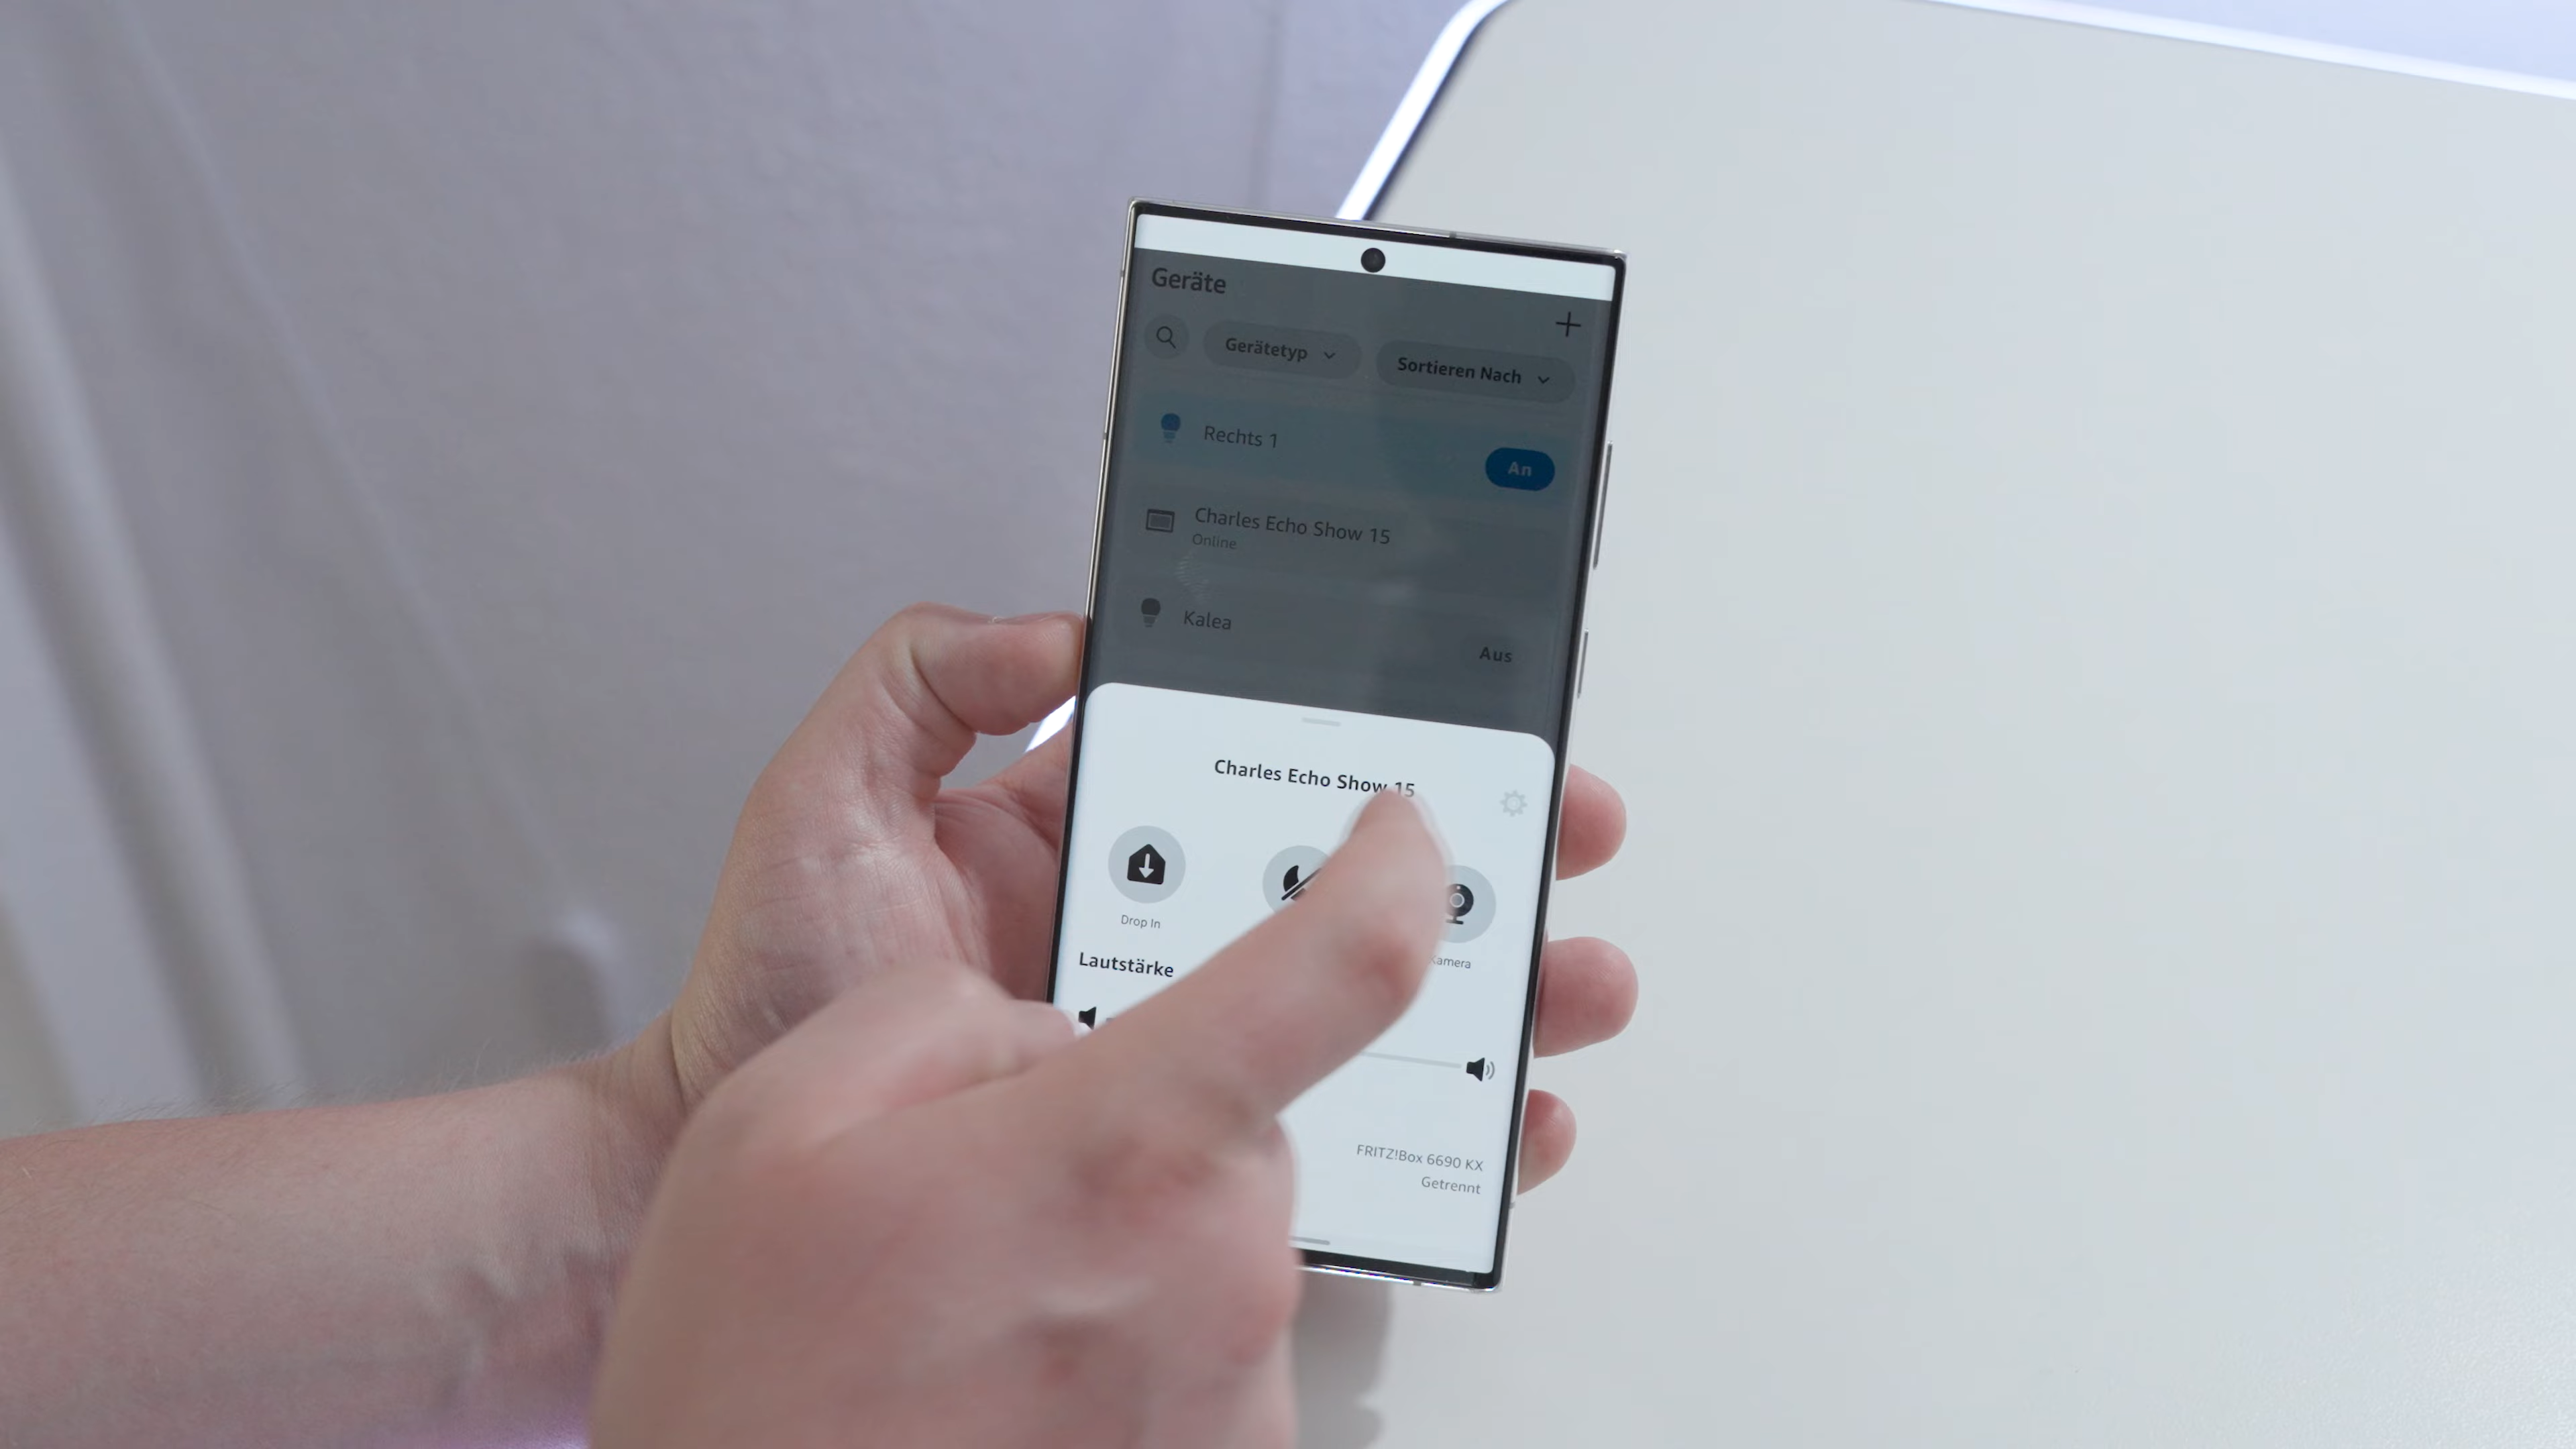 Geräte
Gerätetyp
Sortieren Nach
Rechts 1
An
Charles Echo Show 15
Online
Kalea
Aus
Charles Echo Show 15
Drop In
Kamera
Lautstärke
FRITZ!Box 6690 KX
Getrennt